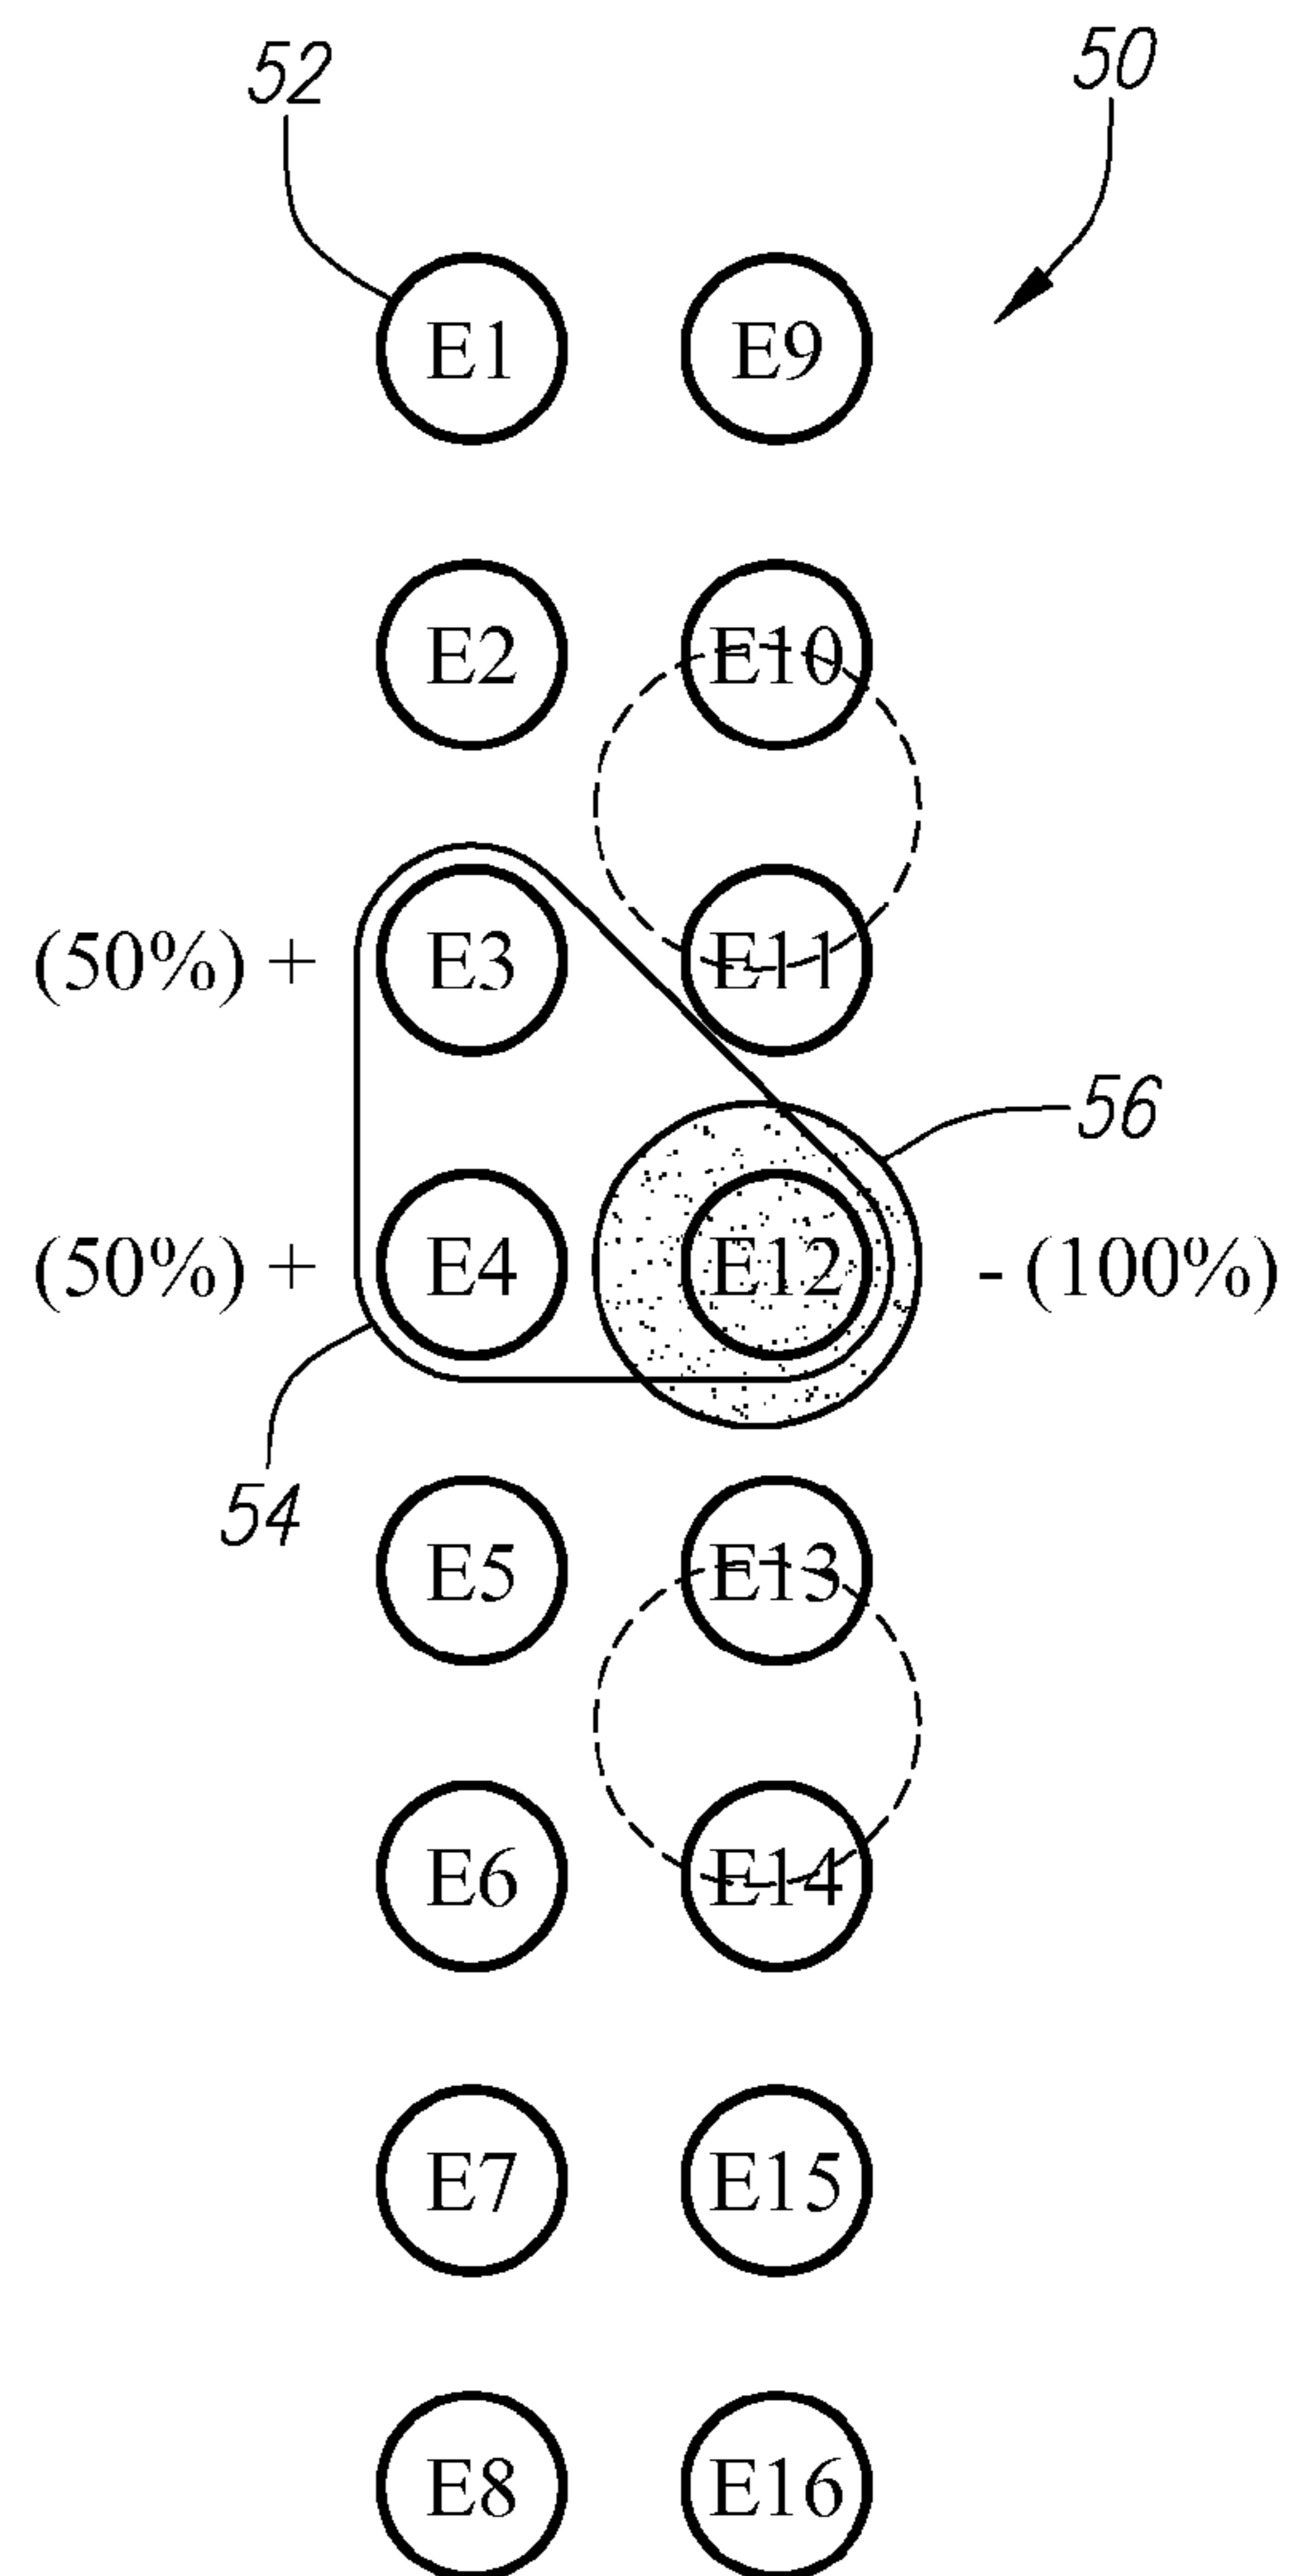 52 50
E1 E9
E2 E10
(50%) + E3 E11
56
(50%) + E4 E12 - (100%)
54
E5 E13
E6 E14
E7 E15
E8 E16